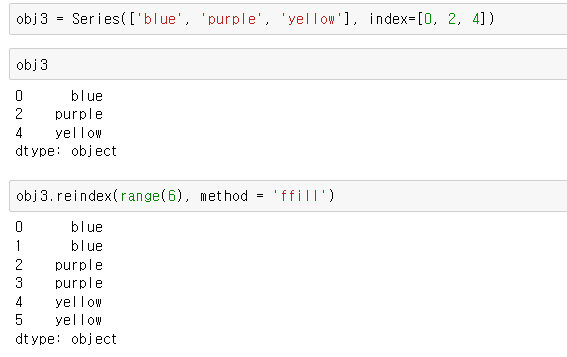 obj3 = Series(['blue', 'purple', 'yellow'], index=[0, 2, 4])
obj3
0      blue
2    purple
4    yellow
dtype: object
obj3.reindex(range(6), method = 'ffill')
0      blue
1      blue
2    purple
3    purple
4    yellow
5    yellow
dtype: object